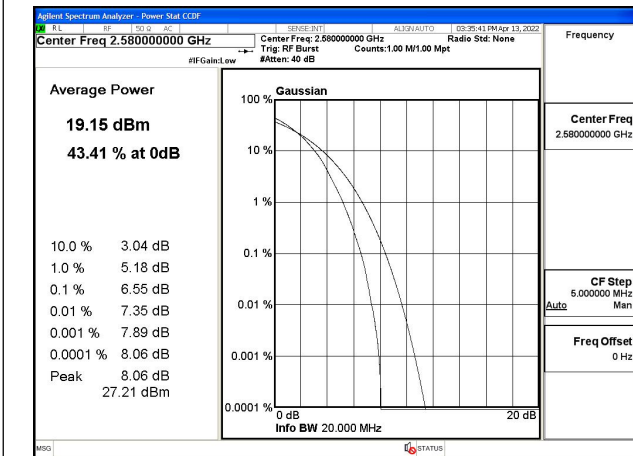 Agilent Spectrum Analyzer - Power Stat CCDF
RL RF 50 Ω AC SENSE:INT ALIGN AUTO 03:35:41 PM Apr 13, 2022
Center Freq 2.580000000 GHz
Center Freq: 2.580000000 GHz Radio Std: None
Trig: RF Burst Counts:1.00 M/1.00 Mpt
#IFGain:Low #Atten: 40 dB
Frequency
Average Power
19.15 dBm
43.41 % at 0dB
10.0 % 3.04 dB
1.0 % 5.18 dB
0.1 % 6.55 dB
0.01 % 7.35 dB
0.001 % 7.89 dB
0.0001 % 8.06 dB
Peak 8.06 dB
27.21 dBm
Gaussian
100 %
10 %
1 %
0.1 %
0.01 %
0.001 %
0.0001 %
0 dB 20 dB
Info BW 20.000 MHz
Center Freq
2.580000000 GHz
CF Step
5.000000 MHz
Auto Man
Freq Offset
0 Hz
MSG STATUS